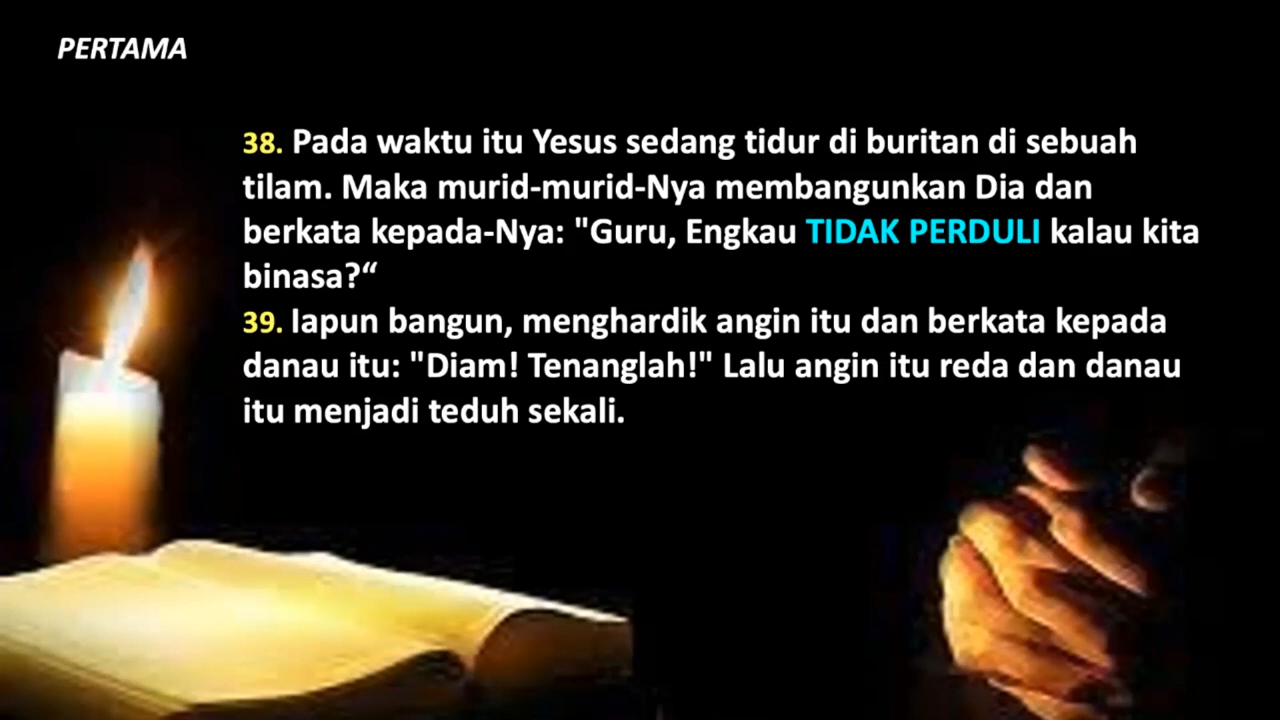 PERTAMA
38. Pada waktu itu Yesus sedang tidur di buritan di sebuah
tilam. Maka murid-murid-Nya membangunkan Dia dan
berkata kepada-Nya: "Guru, Engkau TIDAK PERDULI kalau kita
binasa?“
39. Iapun bangun, menghardik angin itu dan berkata kepada
danau itu: "Diam! Tenanglah!" Lalu angin itu reda dan danau
itu menjadi teduh sekali.